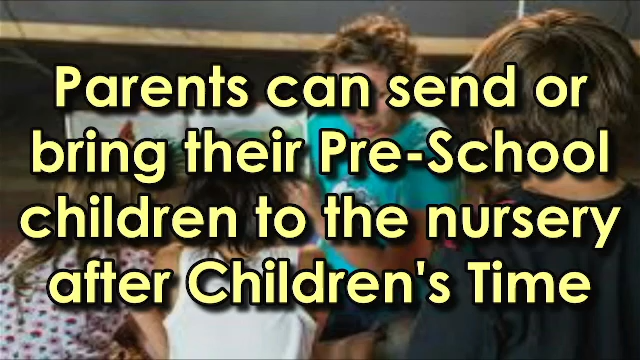 Parents can send or
bring their Pre-School
children to the nursery
after Children's Time